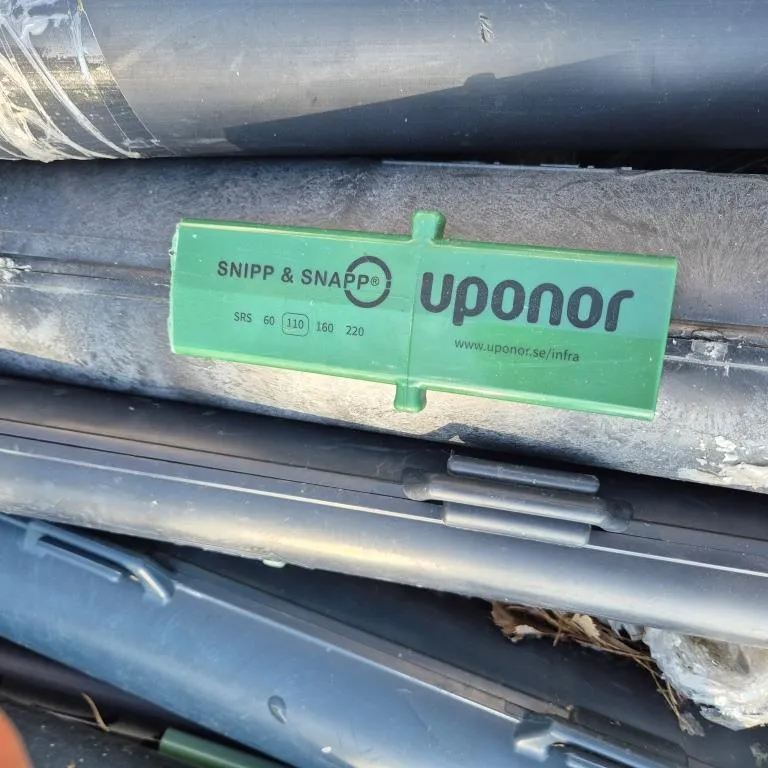 SNIPP & SNAPP®
SRS 60 110 160 220
uponor
www.uponor.se/infra